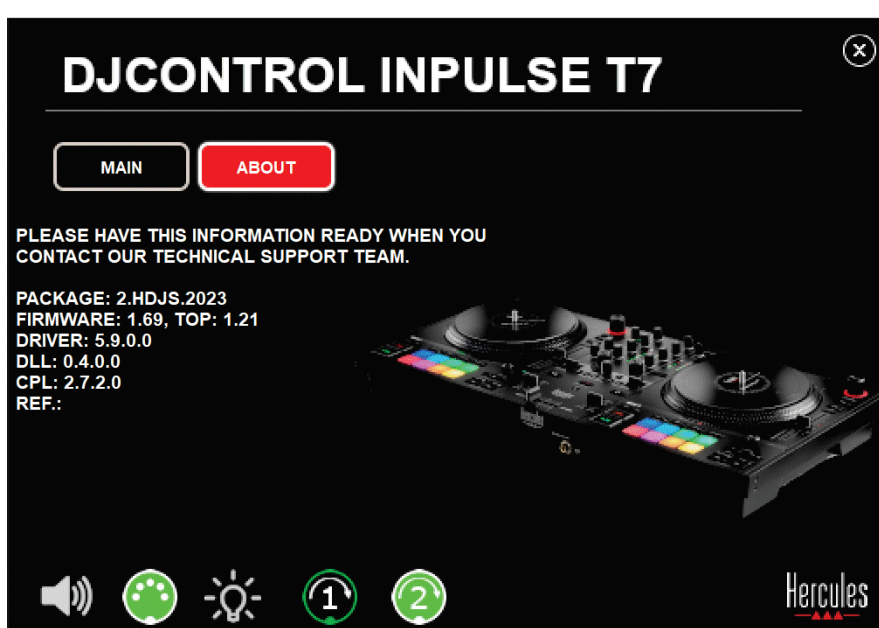 DJCONTROL INPULSE T7
MAIN
ABOUT
PLEASE HAVE THIS INFORMATION READY WHEN YOU
CONTACT OUR TECHNICAL SUPPORT TEAM.
PACKAGE: 2.HDJS.2023
FIRMWARE: 1.69, TOP: 1.21
DRIVER: 5.9.0.0
DLL: 0.4.0.0
CPL: 2.7.2.0
REF.:
1
2
Hercules